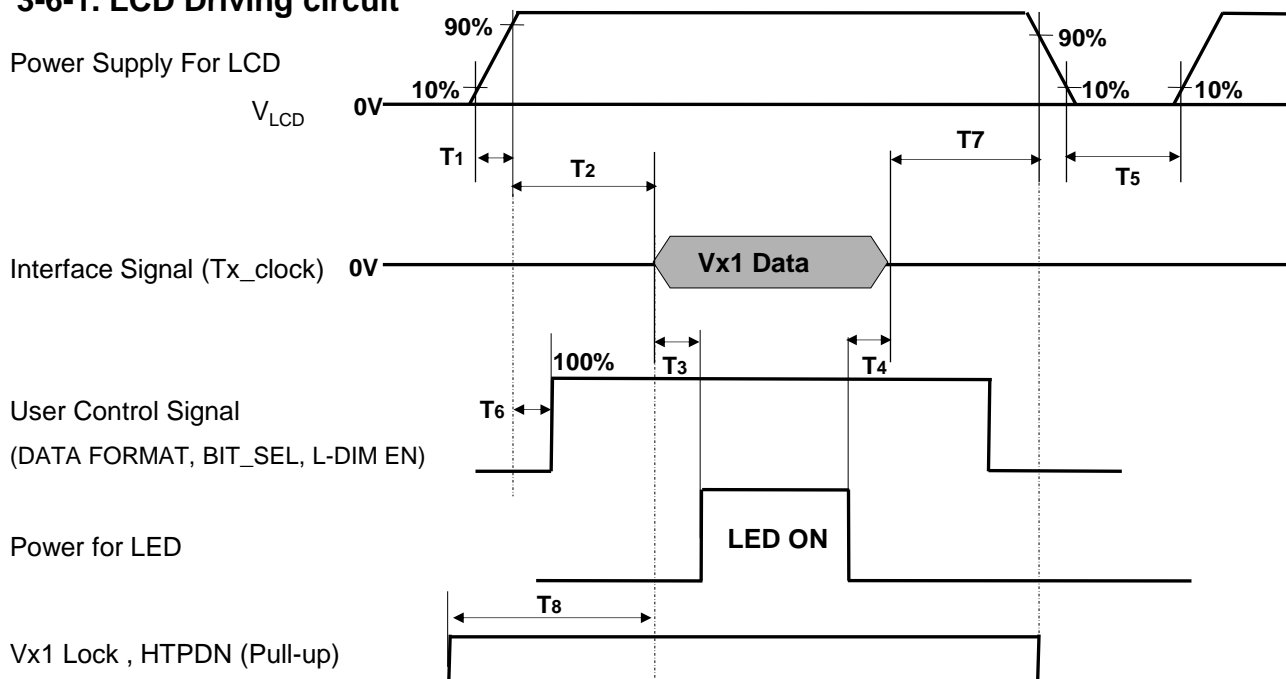 3-6-1. LCD Driving circuit
90%
90%
Power Supply For LCD
10%
10%
10%
VLCD
0V
T1
T2
T7
T5
Interface Signal (Tx_clock)
0V
Vx1 Data
100%
T3
T4
User Control Signal
T6
(DATA FORMAT, BIT_SEL, L-DIM EN)
Power for LED
LED ON
T8
Vx1 Lock , HTPDN (Pull-up)